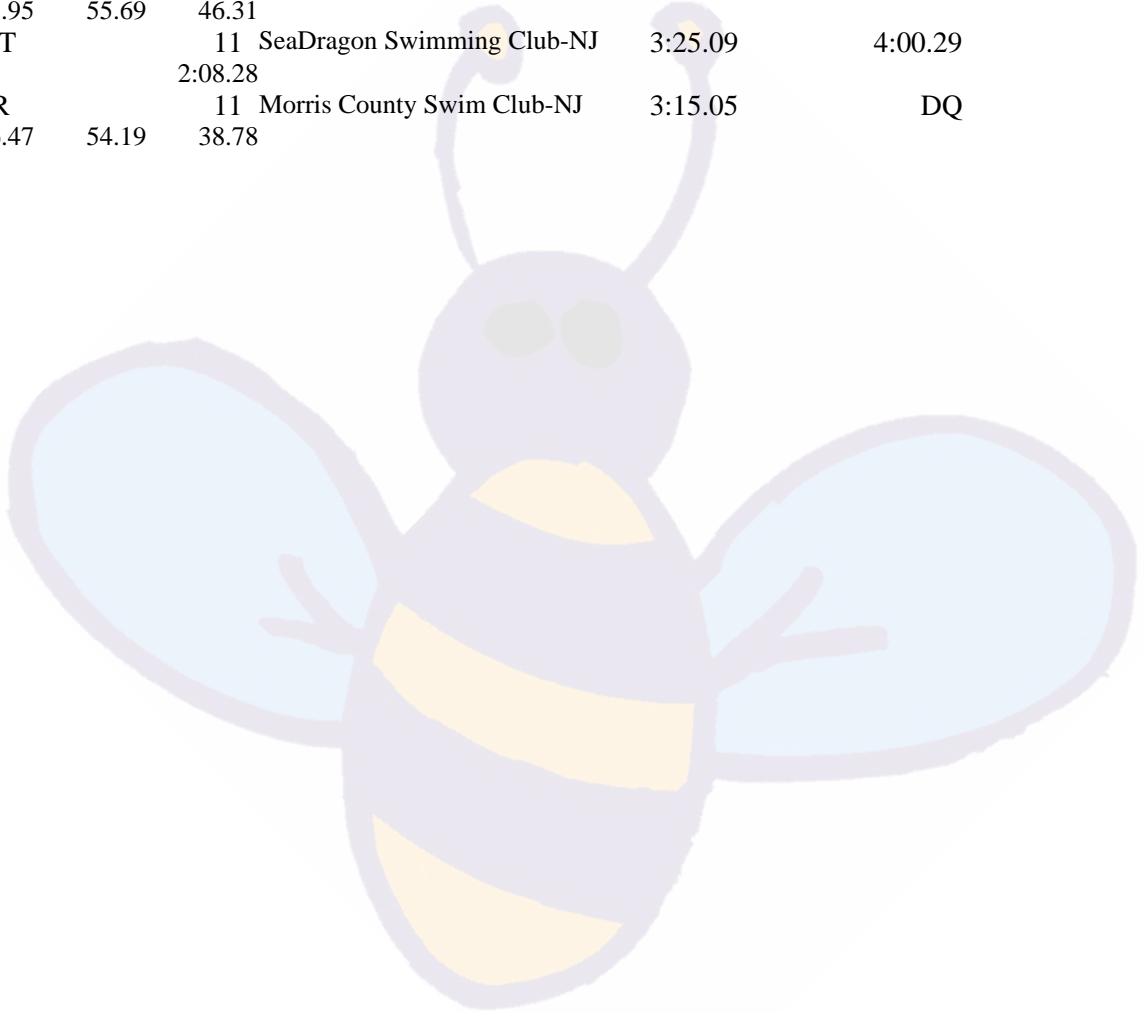 .95 55.69 46.31
T 11 SeaDragon Swimming Club-NJ 3:25.09 4:00.29
2:08.28
R 11 Morris County Swim Club-NJ 3:15.05 DQ
.47 54.19 38.78